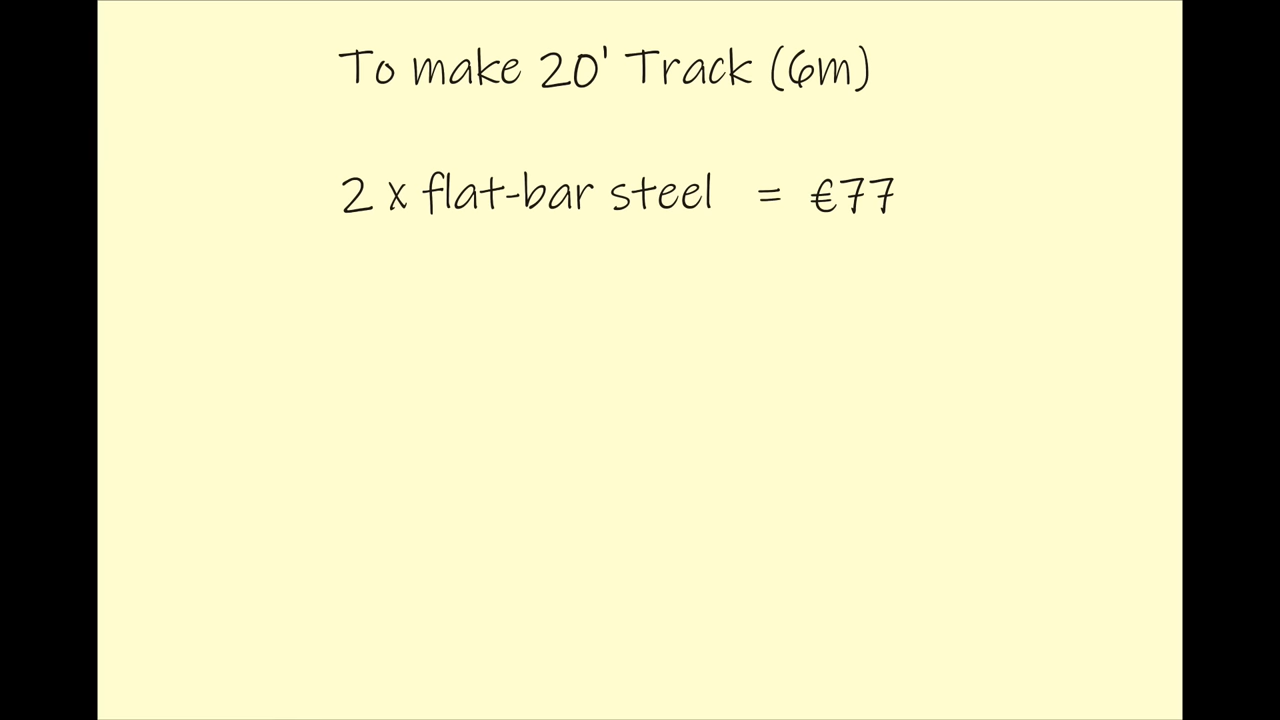 To make 20' Track (6m)
2 x flat-bar steel = €77